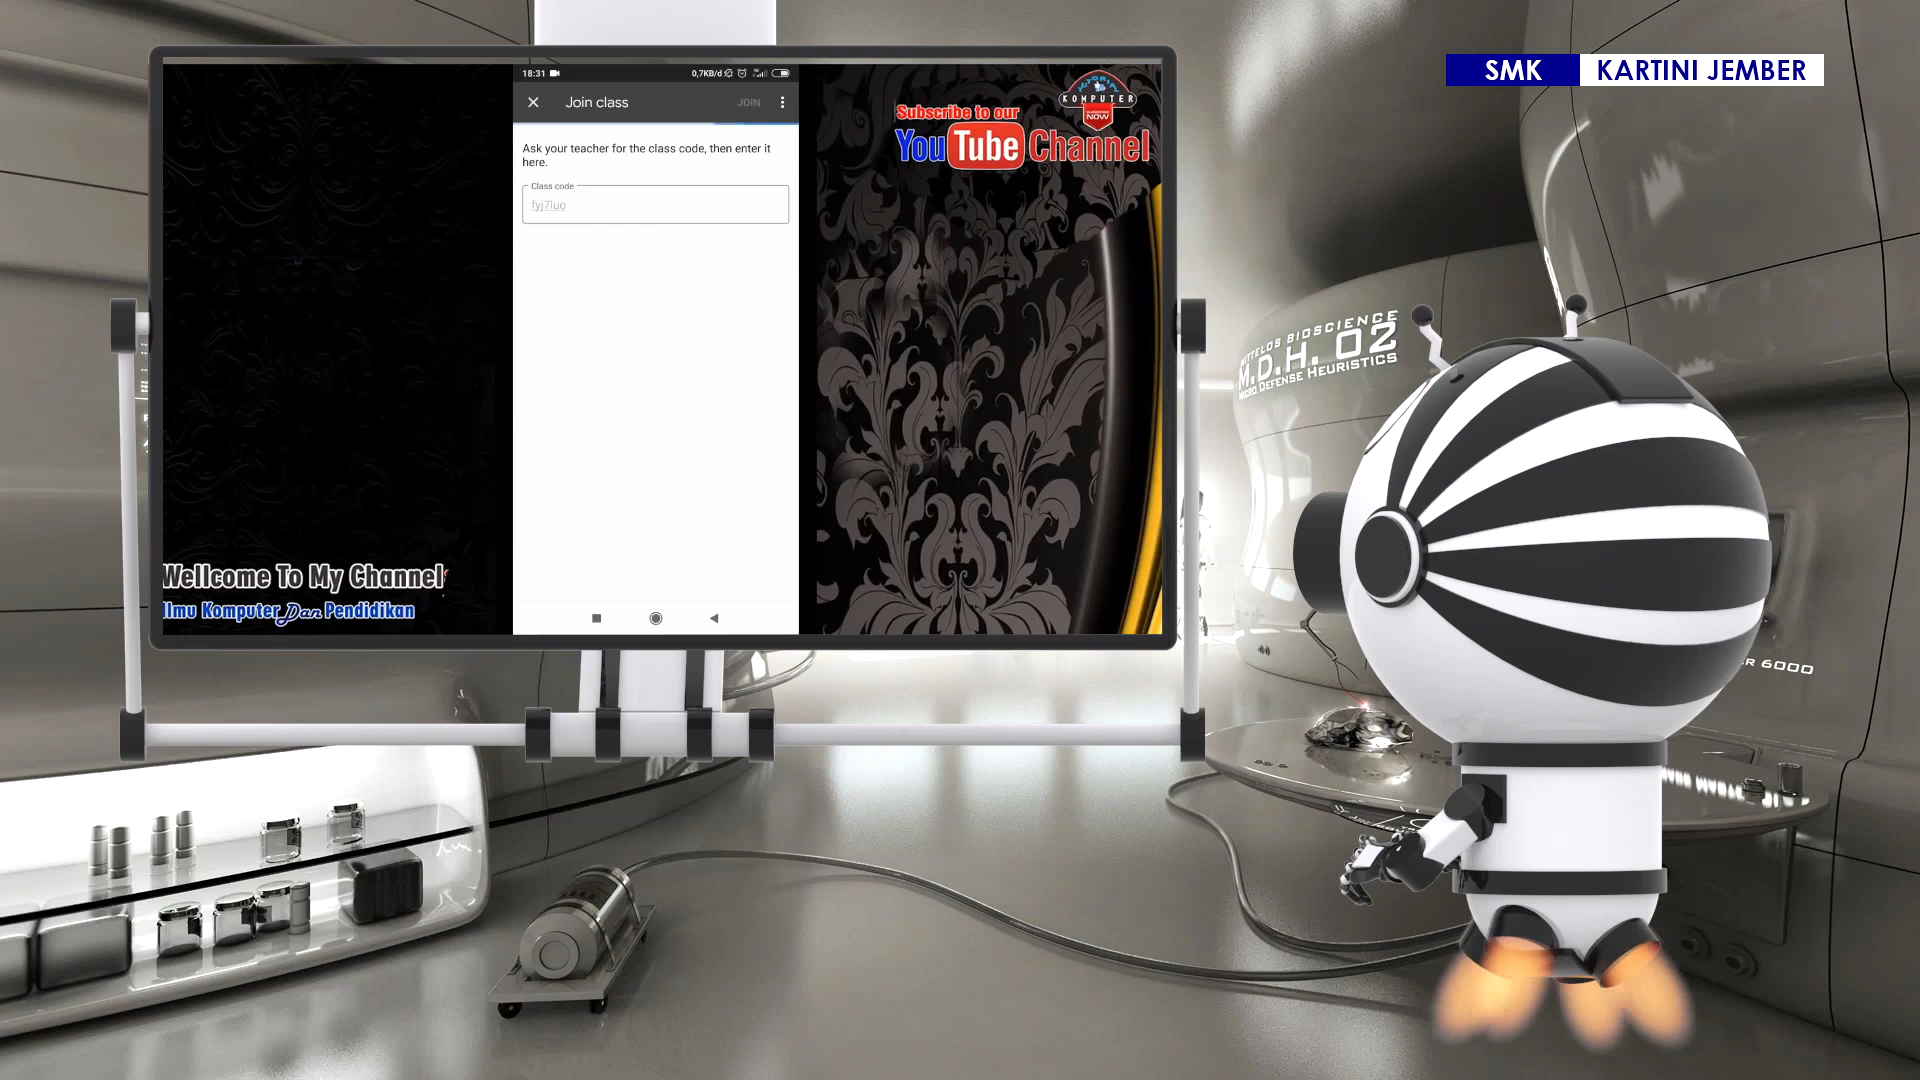 SMK KARTINI JEMBER
18:31
0,7KB/d
Join class
JOIN
Ask your teacher for the class code, then enter it
here.
Class code
fyj7luo
KOMPUTER
NOW
Subscribe to our
YouTube Channel
Wellcome To My Channel
Ilmu Komputer Dan Pendidikan
MITTELOS BIOSCIENCE
M.D.H. 02
MICRO DEFENSE HEURISTICS
R 6000